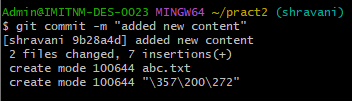 Admin@IMITNM-DES-OO23 MINGW64 ~/pract2 (shravani)
$ git commit -m "added new content"
[shravani 9b28a4d] added new content
 2 files changed, 7 insertions(+)
 create mode 100644 abc.txt
 create mode 100644 "\357\200\272"